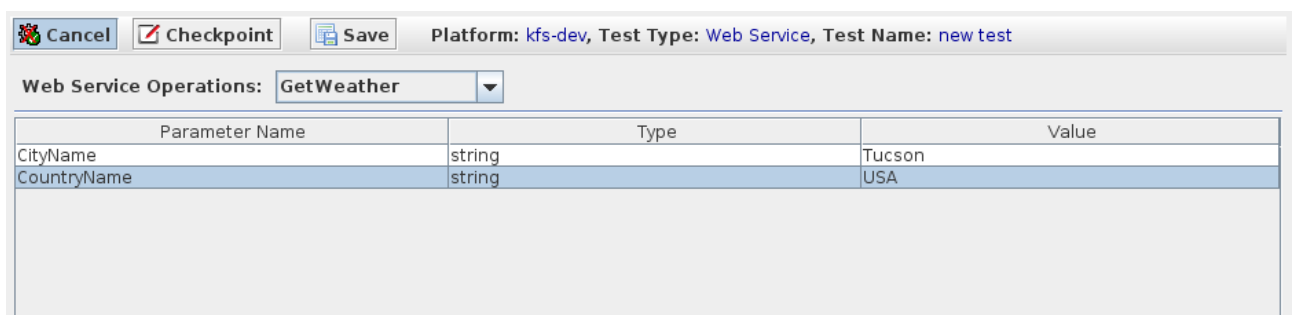 Cancel Checkpoint Save Platform: kfs-dev, Test Type: Web Service, Test Name: new test
Web Service Operations: GetWeather
Parameter Name Type Value
CityName string Tucson
CountryName string USA